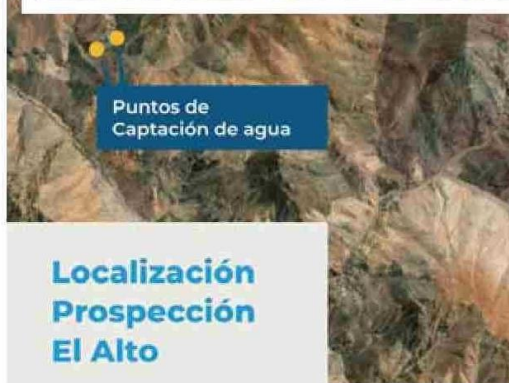 Puntos de
Captación de agua
Localización
Prospección
El Alto